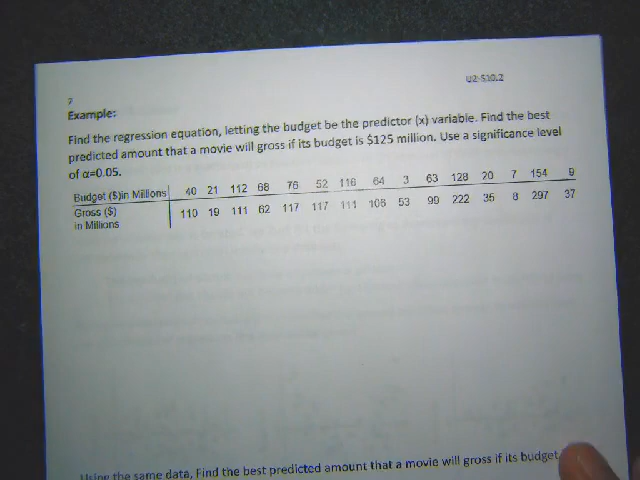 U2-S10.2
7
Example:
Find the regression equation, letting the budget be the predictor (x) variable. Find the best
predicted amount that a movie will gross if its budget is $125 million. Use a significance level
of α=0.05.
Budget ($)in Millions 40 21 112 68 76 52 116 64 3 63 128 20 7 154 9
Gross ($) 110 19 111 62 117 117 111 106 53 99 222 35 8 297 37
in Millions
Using the same data, Find the best predicted amount that a movie will gross if its budget